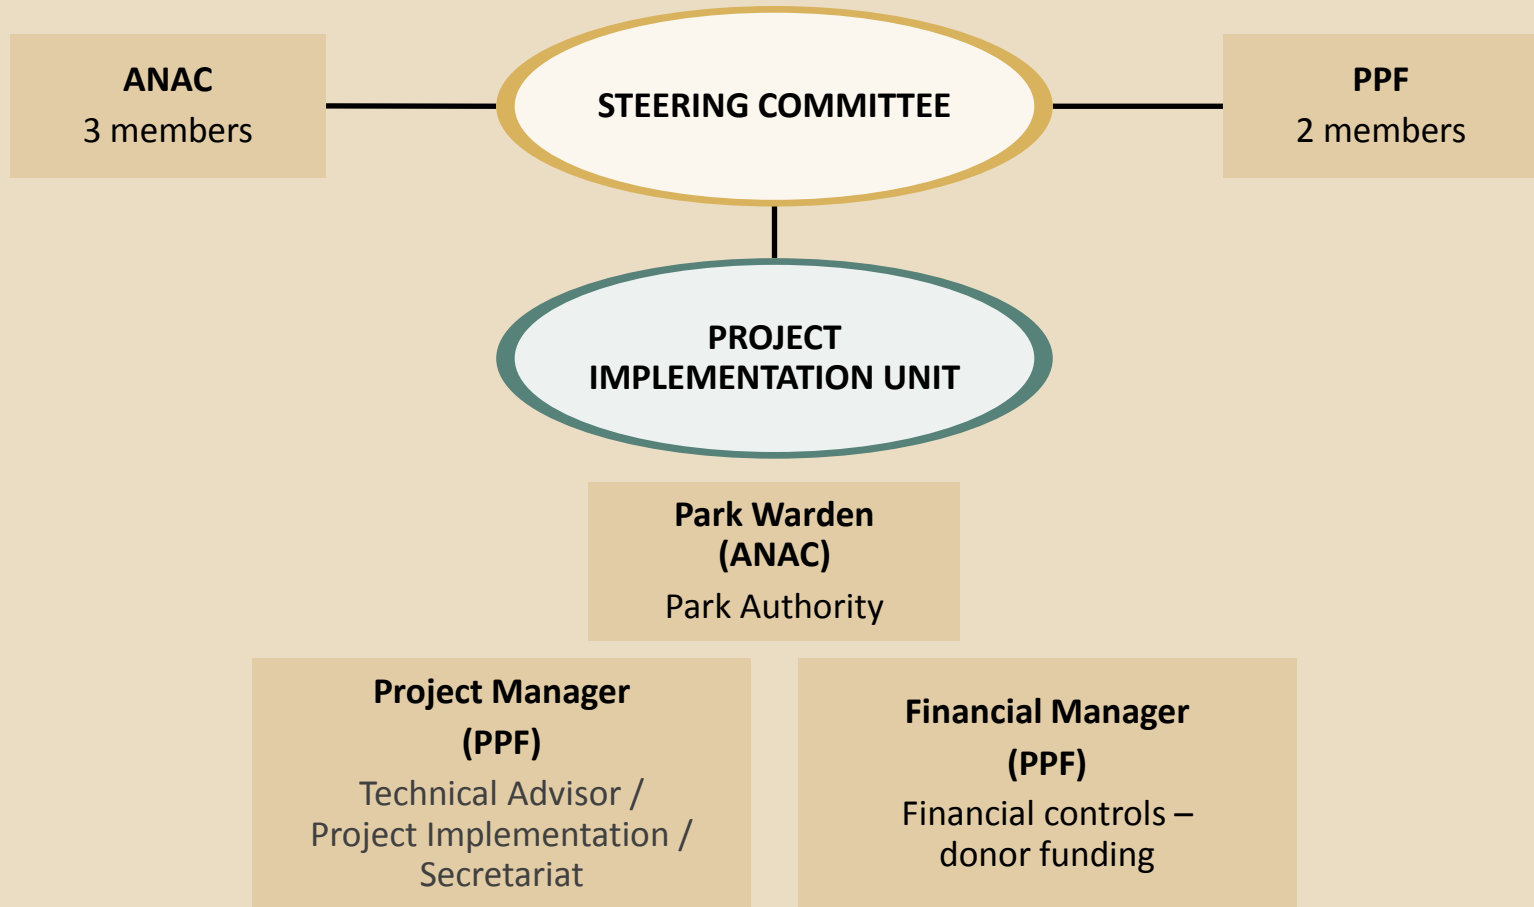 ANAC
3 members
STEERING COMMITTEE
PPF
2 members
PROJECT
IMPLEMENTATION UNIT
Park Warden
(ANAC)
Park Authority
Project Manager
(PPF)
Technical Advisor /
Project Implementation /
Secretariat
Financial Manager
(PPF)
Financial controls –
donor funding